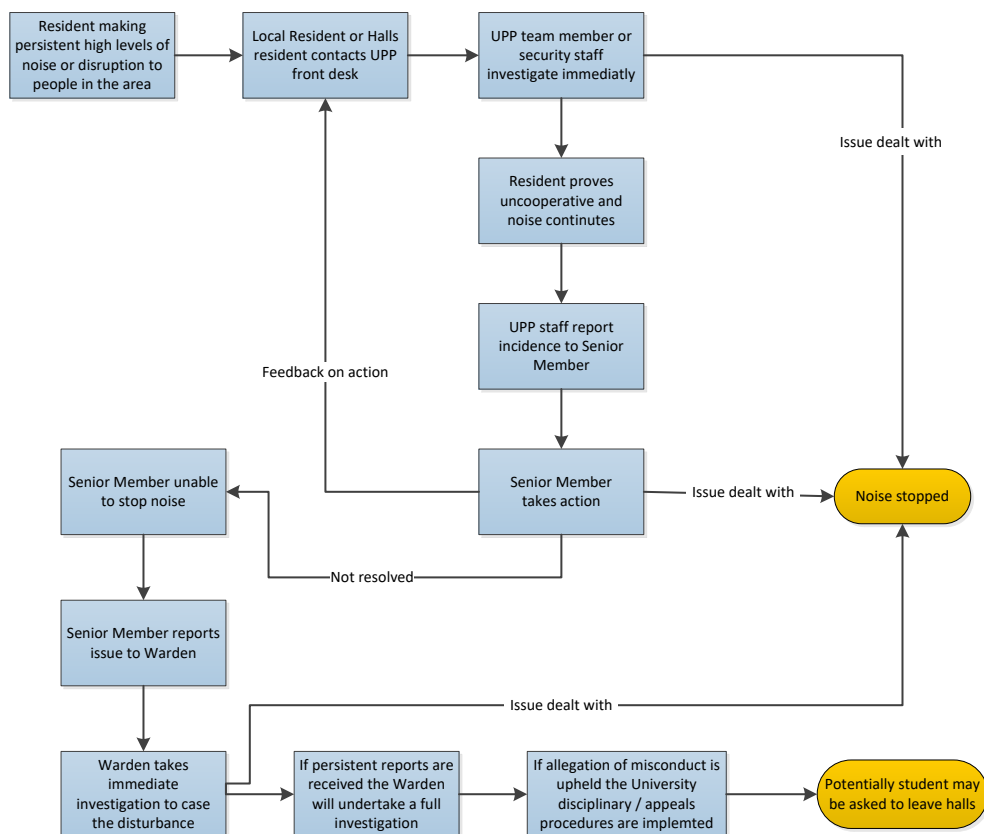 Resident making
persistent high levels of
noise or disruption to
people in the area
Local Resident or Halls
resident contacts UPP
front desk
UPP team member or
security staff
investigate immediatly
Issue dealt with
Resident proves
uncooperative and
noise continutes
UPP staff report
incidence to Senior
Member
Feedback on action
Senior Member unable
to stop noise
Senior Member
takes action
Issue dealt with
Noise stopped
Not resolved
Senior Member reports
issue to Warden
Issue dealt with
Warden takes
immediate
investigation to case
the disturbance
If persistent reports are
received the Warden
will undertake a full
investigation
If allegation of misconduct is
upheld the University
disciplinary / appeals
procedures are implemted
Potentially student may
be asked to leave halls